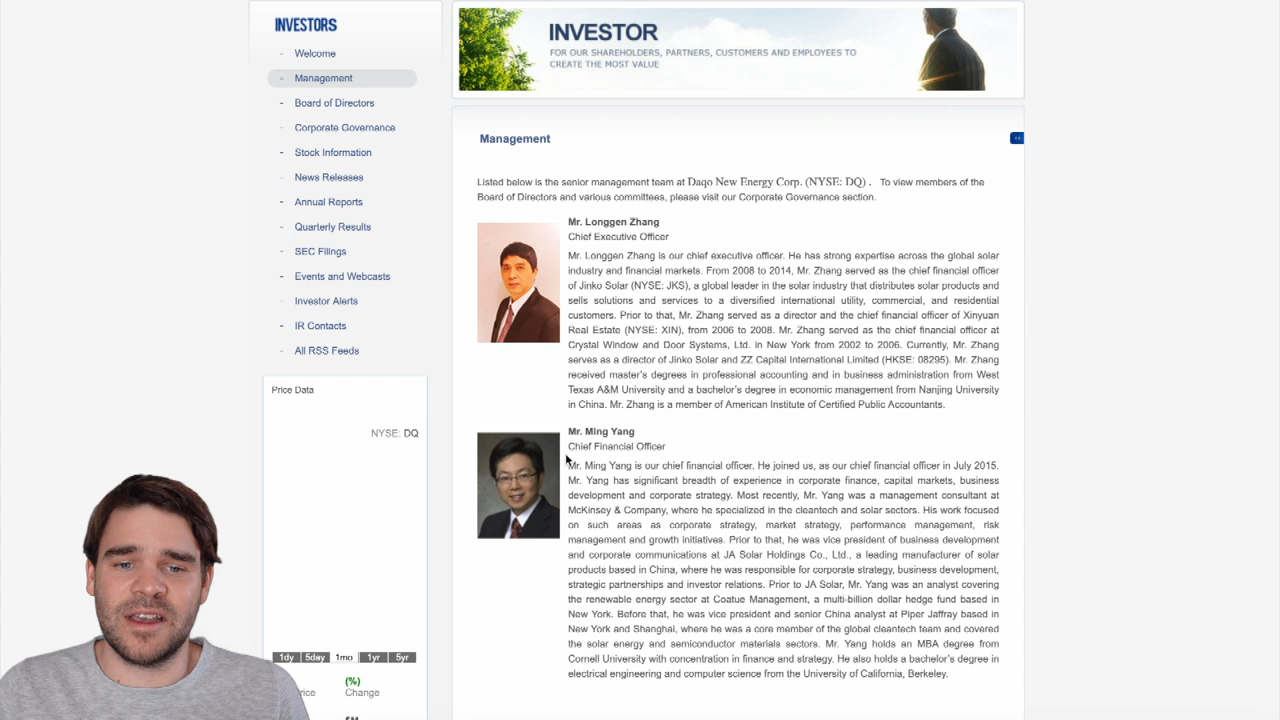 INVESTORS
- Welcome
- Management
- Board of Directors
- Corporate Governance
- Stock Information
- News Releases
- Annual Reports
- Quarterly Results
- SEC Filings
- Events and Webcasts
- Investor Alerts
- IR Contacts
- All RSS Feeds
Price Data
NYSE: DQ
1dy 5day 1mo 1yr 5yr
(%)
rice Change
$M
INVESTOR
FOR OUR SHAREHOLDERS, PARTNERS, CUSTOMERS AND EMPLOYEES TO
CREATE THE MOST VALUE
Management
Listed below is the senior management team at Daqo New Energy Corp. (NYSE: DQ) . To view members of the
Board of Directors and various committees, please visit our Corporate Governance section.
Mr. Longgen Zhang
Chief Executive Officer
Mr. Longgen Zhang is our chief executive officer. He has strong expertise across the global solar
industry and financial markets. From 2008 to 2014, Mr. Zhang served as the chief financial officer
of Jinko Solar (NYSE: JKS), a global leader in the solar industry that distributes solar products and
sells solutions and services to a diversified international utility, commercial, and residential
customers. Prior to that, Mr. Zhang served as a director and the chief financial officer of Xinyuan
Real Estate (NYSE: XIN), from 2006 to 2008. Mr. Zhang served as the chief financial officer at
Crystal Window and Door Systems, Ltd. in New York from 2002 to 2006. Currently, Mr. Zhang
serves as a director of Jinko Solar and ZZ Capital International Limited (HKSE: 08295). Mr. Zhang
received master's degrees in professional accounting and in business administration from West
Texas A&M University and a bachelor's degree in economic management from Nanjing University
in China. Mr. Zhang is a member of American Institute of Certified Public Accountants.
Mr. Ming Yang
Chief Financial Officer
Mr. Ming Yang is our chief financial officer. He joined us, as our chief financial officer in July 2015.
Mr. Yang has significant breadth of experience in corporate finance, capital markets, business
development and corporate strategy. Most recently, Mr. Yang was a management consultant at
McKinsey & Company, where he specialized in the cleantech and solar sectors. His work focused
on such areas as corporate strategy, market strategy, performance management, risk
management and growth initiatives. Prior to that, he was vice president of business development
and corporate communications at JA Solar Holdings Co., Ltd., a leading manufacturer of solar
products based in China, where he was responsible for corporate strategy, business development,
strategic partnerships and investor relations. Prior to JA Solar, Mr. Yang was an analyst covering
the renewable energy sector at Coatue Management, a multi-billion dollar hedge fund based in
New York. Before that, he was vice president and senior China analyst at Piper Jaffray based in
New York and Shanghai, where he was a core member of the global cleantech team and covered
the solar energy and semiconductor materials sectors. Mr. Yang holds an MBA degree from
Cornell University with concentration in finance and strategy. He also holds a bachelor's degree in
electrical engineering and computer science from the University of California, Berkeley.